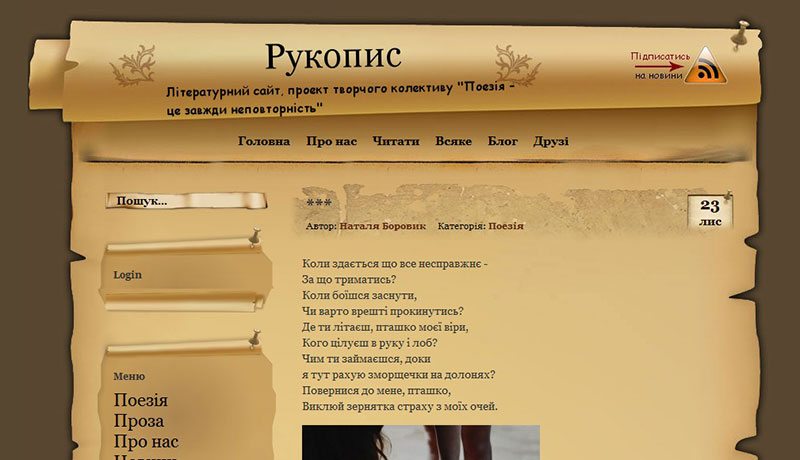 Рукопис
Літературний сайт, проект творчого колективу "Поезія -
це завжди неповторність"
Підписатись
на новини
Головна Про нас Читати Всяке Блог Друзі
Пошук...
Login
Меню
Поезія
Проза
Про нас
***
Автор: Наталя Боровик Категорія: Поезія
23
лис
Коли здається що все несправжнє -
За що триматись?
Коли боїшся заснути,
Чи варто врешті прокинутись?
Де ти літаєш, пташко моєї віри,
Кого цілуєш в руку і лоб?
Чим ти займаєшся, доки
я тут рахую зморщечки на долонях?
Повернися до мене, пташко,
Виклюй зернятка страху з моїх очей.